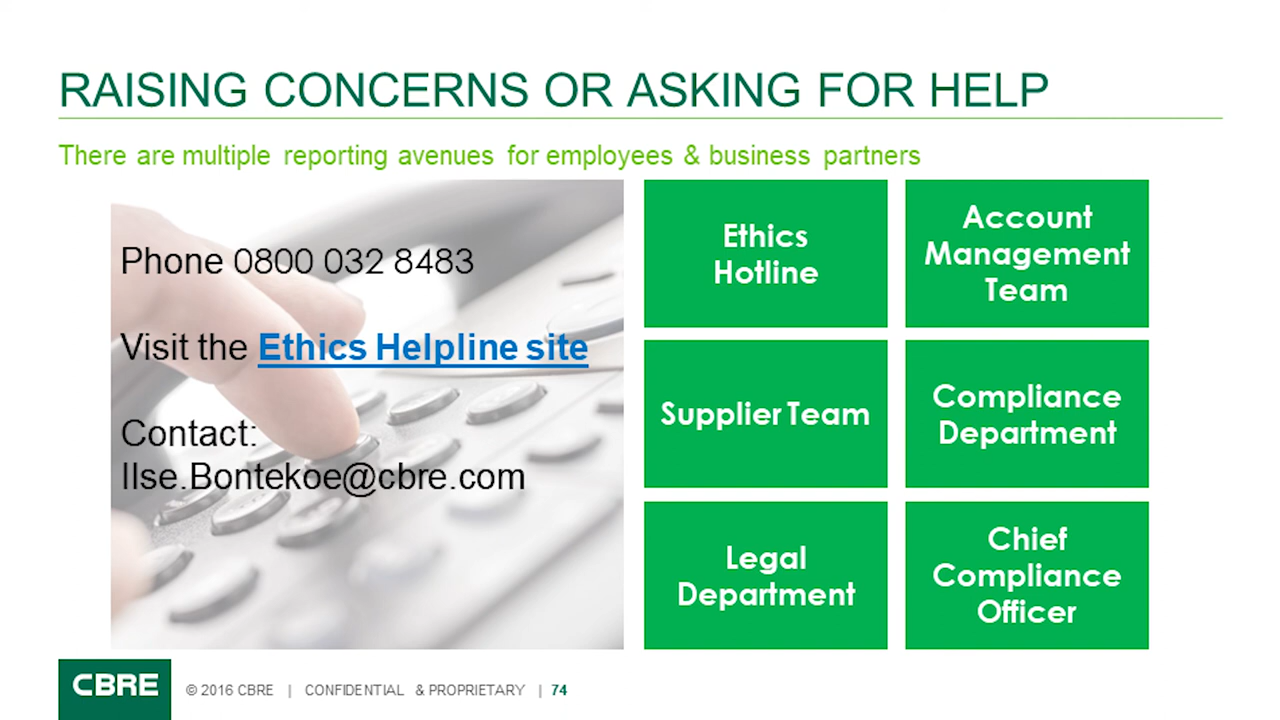 RAISING CONCERNS OR ASKING FOR HELP
There are multiple reporting avenues for employees & business partners
Phone 0800 032 8483
Visit the Ethics Helpline site
Contact:
Ilse.Bontekoe@cbre.com
Ethics
Hotline
Account
Management
Team
Supplier Team
Compliance
Department
Legal
Department
Chief
Compliance
Officer
CBRE
© 2016 CBRE | CONFIDENTIAL & PROPRIETARY | 74